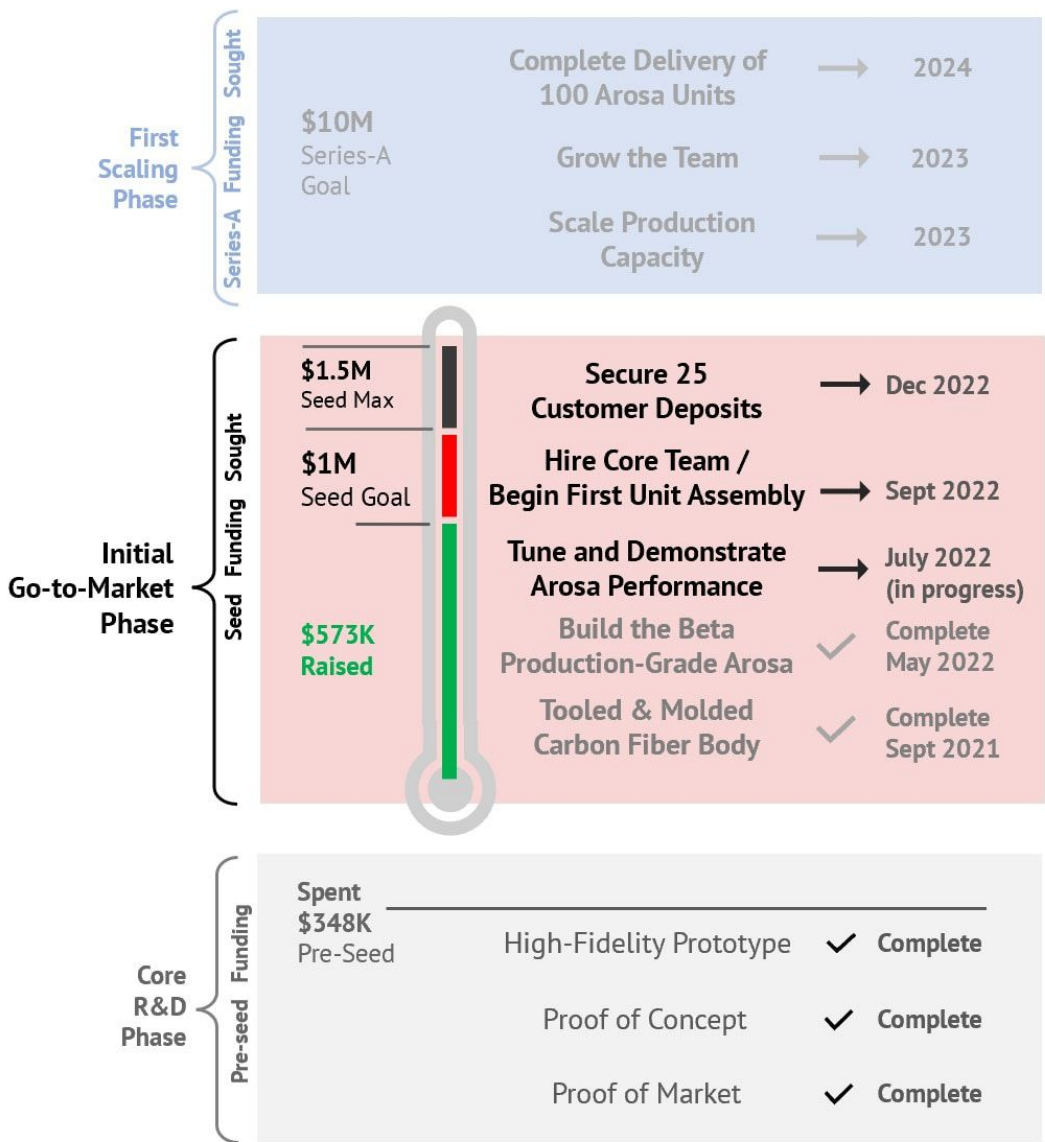 First
Scaling
Phase
Series-A Funding Sought
$10M
Series-A
Goal
Complete Delivery of
100 Arosa Units
2024
Grow the Team
2023
Scale Production
Capacity
2023
Initial
Go-to-Market
Phase
Seed Funding Sought
$1.5M
Seed Max
$1M
Seed Goal
$573K
Raised
Secure 25
Customer Deposits
Dec 2022
Hire Core Team /
Begin First Unit Assembly
Sept 2022
Tune and Demonstrate
Arosa Performance
July 2022
(in progress)
Build the Beta
Production-Grade Arosa
Complete
May 2022
Tooled & Molded
Carbon Fiber Body
Complete
Sept 2021
Core
R&D
Phase
Pre-seed Funding
Spent
$348K
Pre-Seed
High-Fidelity Prototype
Complete
Proof of Concept
Complete
Proof of Market
Complete